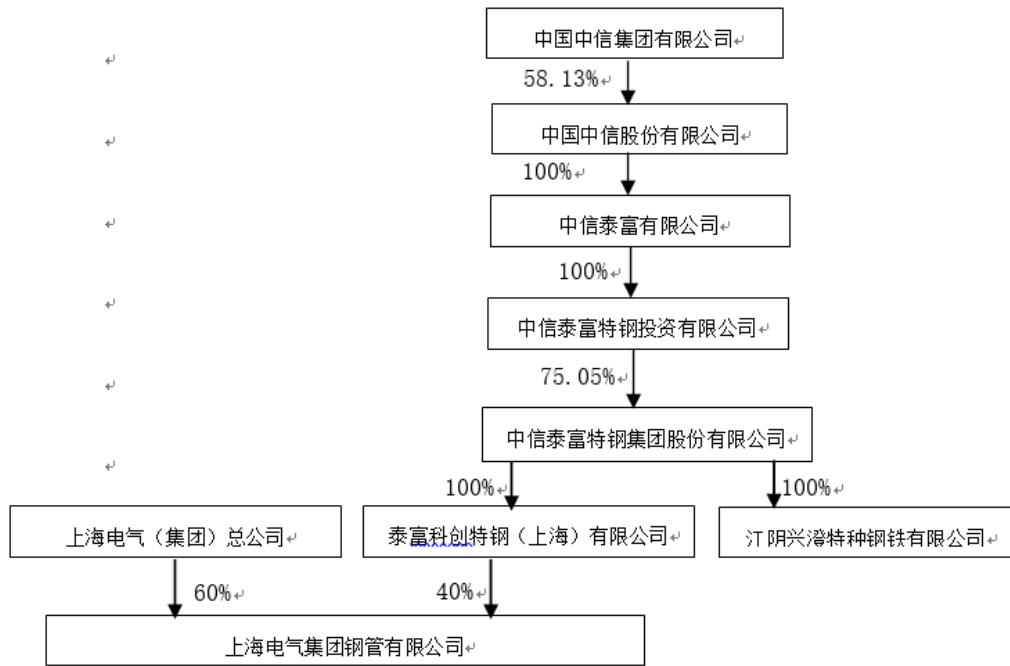 中国中信集团有限公司
58.13%
中国中信股份有限公司
100%
中信泰富有限公司
100%
中信泰富特钢投资有限公司
75.05%
中信泰富特钢集团股份有限公司
100%
100%
上海电气（集团）总公司
泰富科创特钢（上海）有限公司
江阴兴澄特种钢铁有限公司
60%
40%
上海电气集团钢管有限公司